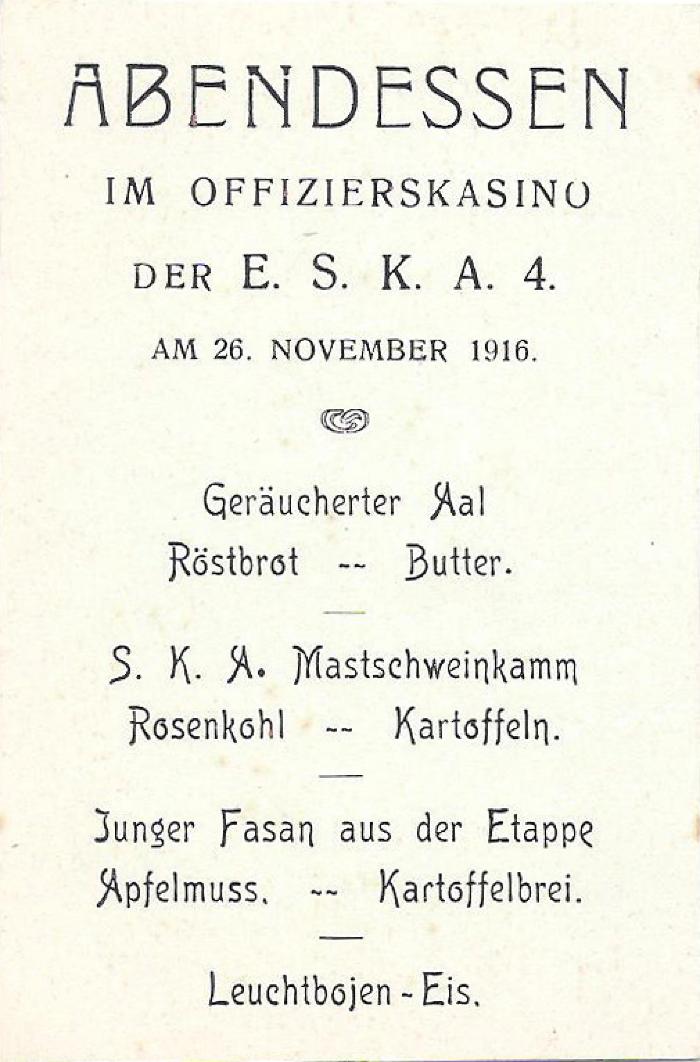 ABENDESSEN
IM OFFIZIERSKASINO
DER E. S. K. A. 4.
AM 26. NOVEMBER 1916.
Geräucherter Aal
Röstbrot -- Butter.
S. K. A. Mastschweinkamm
Rosenkohl -- Kartoffeln.
Junger Fasan aus der Etappe
Apfelmuss. -- Kartoffelbrei.
Leuchtbojen-Eis.